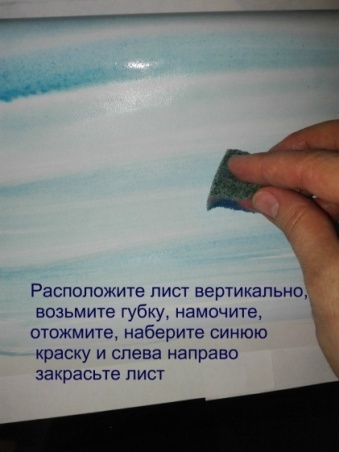 Расположите лист вертикально,
возьмите губку, намочите,
отожмите, наберите синюю
краску и слева направо
закрасьте лист